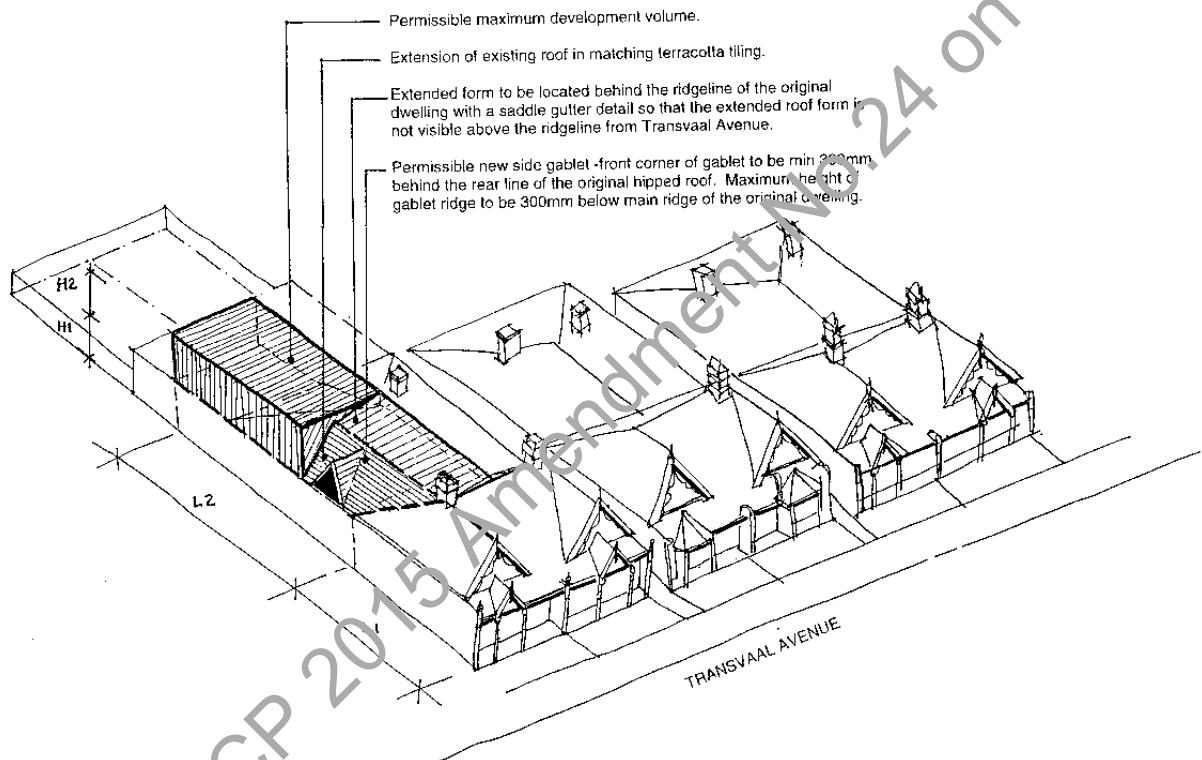 Permissible maximum development volume.
Extension of existing roof in matching terracotta tiling.
Extended form to be located behind the ridgeline of the original
dwelling with a saddle gutter detail so that the extended roof form is
not visible above the ridgeline from Transvaal Avenue.
Permissible new side gablet -front corner of gablet to be min 300mm
behind the rear line of the original hipped roof. Maximum height of
gablet ridge to be 300mm below main ridge of the original dwelling.
H2
H1
L2
TRANSVAAL AVENUE
CP 2015 Amendment No.24 on